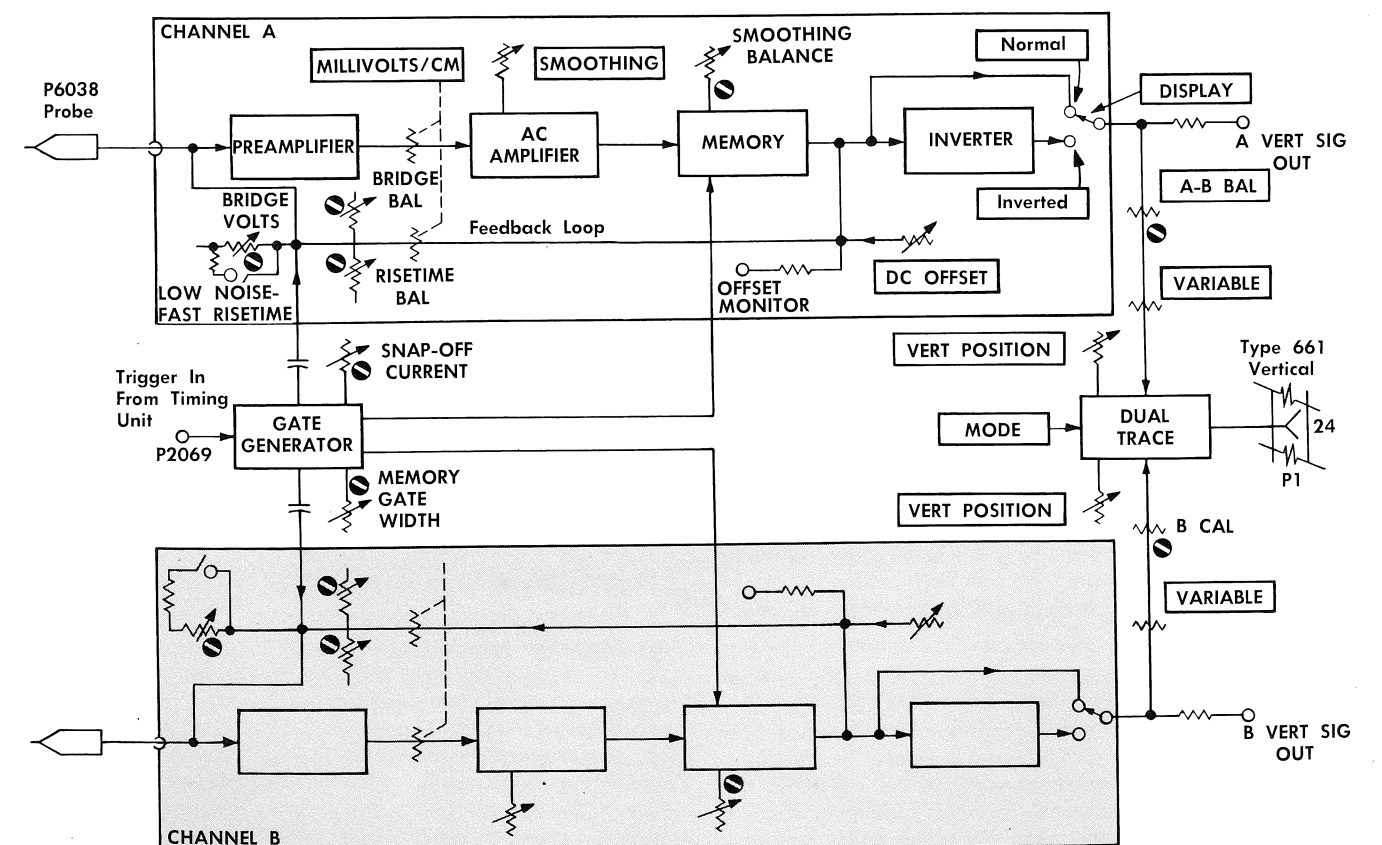 CHANNEL A
P6038
Probe
MILLIVOLTS/CM
SMOOTHING
SMOOTHING
BALANCE
Normal
DISPLAY
PREAMPLIFIER
AC
AMPLIFIER
MEMORY
INVERTER
A VERT SIG
OUT
BRIDGE
BAL
BRIDGE
VOLTS
Inverted
A-B BAL
Feedback Loop
RISETIME
BAL
LOW NOISE-
FAST RISETIME
OFFSET
MONITOR
DC OFFSET
VARIABLE
SNAP-OFF
CURRENT
VERT POSITION
Type 661
Vertical
Trigger In
From Timing
Unit
P2069
GATE
GENERATOR
MODE
DUAL
TRACE
24
P1
MEMORY
GATE
WIDTH
VERT POSITION
B CAL
VARIABLE
B VERT SIG
OUT
CHANNEL B